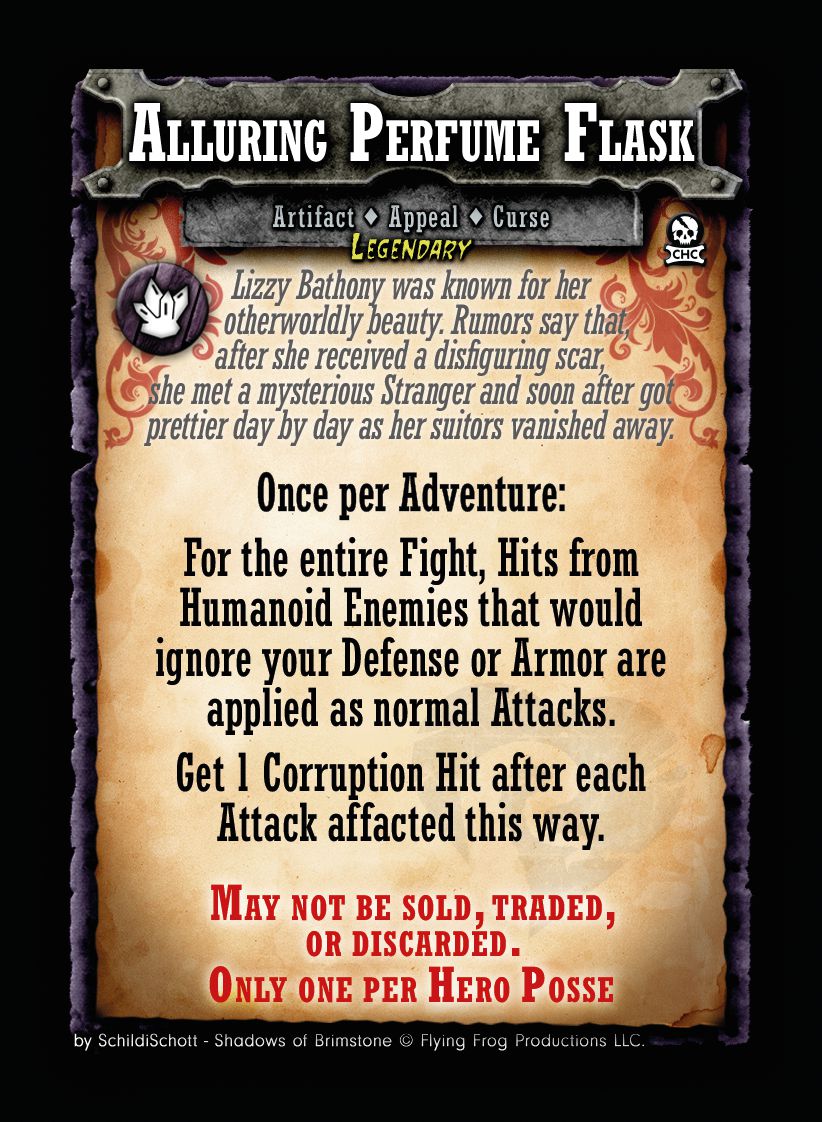 Alluring Perfume Flask
Artifact ♦ Appeal ♦ Curse
Legendary
CHC
Lizzy Bathony was known for her
otherworldly beauty. Rumors say that,
after she received a disfiguring scar,
she met a mysterious Stranger and soon after got
prettier day by day as her suitors vanished away.
Once per Adventure:
For the entire Fight, Hits from
Humanoid Enemies that would
ignore your Defense or Armor are
applied as normal Attacks.
Get 1 Corruption Hit after each
Attack affacted this way.
May not be sold, traded,
or discarded.
Only one per Hero Posse
by SchildiSchott - Shadows of Brimstone © Flying Frog Productions LLC.